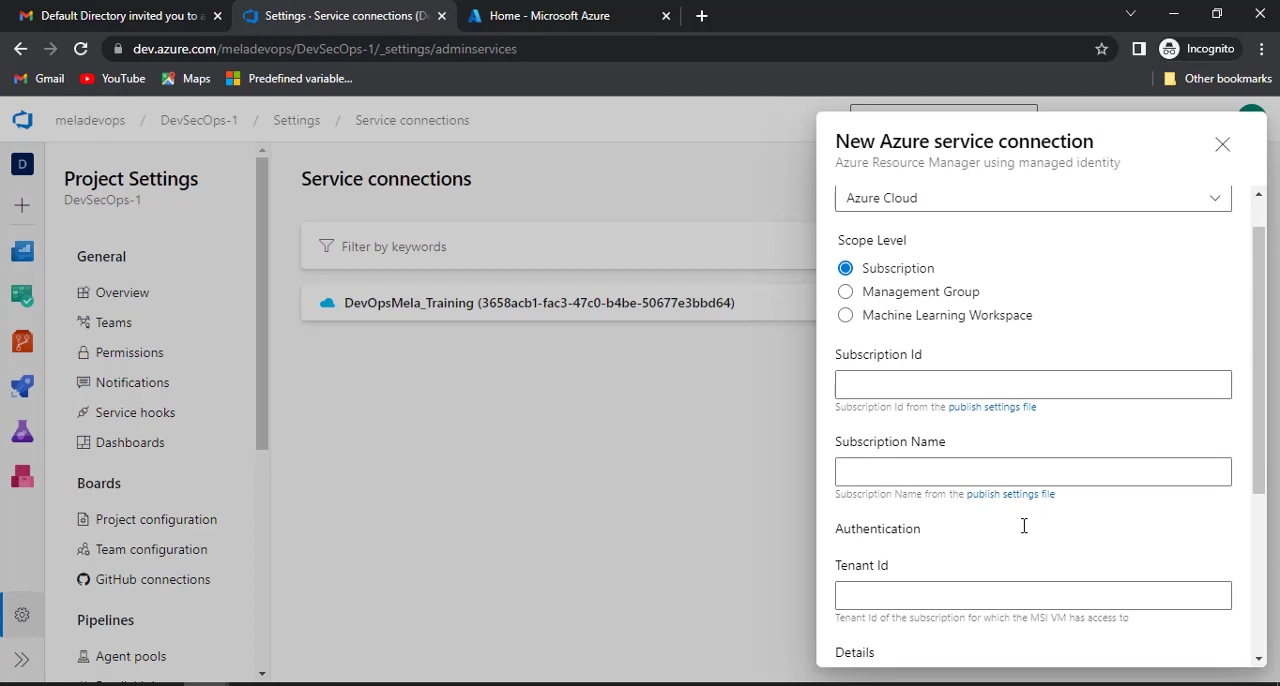 Default Directory invited you to a
Settings · Service connections (D
Home - Microsoft Azure
dev.azure.com/meladevops/DevSecOps-1/_settings/adminservices
Incognito
Gmail
YouTube
Maps
Predefined variable...
Other bookmarks
meladevops / DevSecOps-1 / Settings / Service connections
D
Project Settings
DevSecOps-1
General
Overview
Teams
Permissions
Notifications
Service hooks
Dashboards
Boards
Project configuration
Team configuration
GitHub connections
Pipelines
Agent pools
Service connections
Filter by keywords
DevOpsMela_Training (3658acb1-fac3-47c0-b4be-50677e3bbd64)
New Azure service connection
Azure Resource Manager using managed identity
Azure Cloud
Scope Level
Subscription
Management Group
Machine Learning Workspace
Subscription Id
Subscription Id from the publish settings file
Subscription Name
Subscription Name from the publish settings file
Authentication
Tenant Id
Tenant Id of the subscription for which the MSI VM has access to
Details